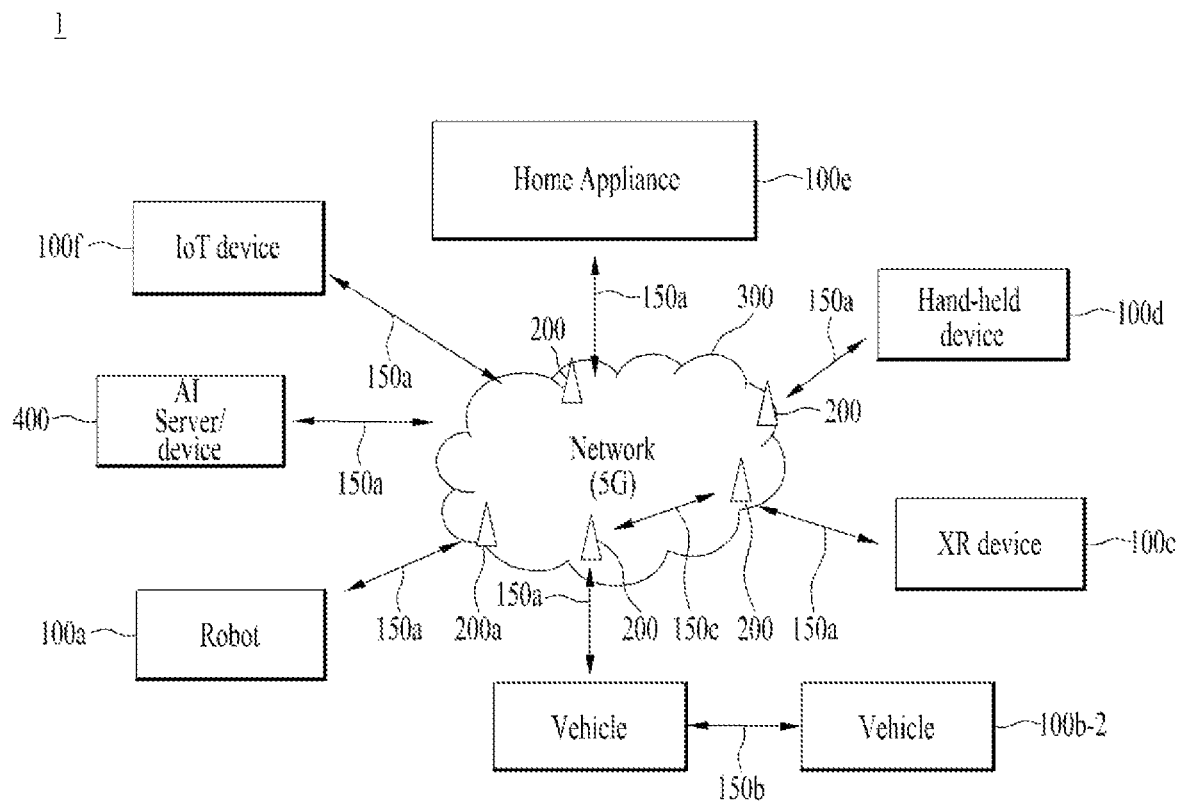 1
Home Appliance
100e
IoT device
100f
150a
300
150a
Hand-held
device
100d
200
150a
AI
Server/
device
400
200
Network
(5G)
150a
XR device
100c
150a
150a
200a
200
150c
200
150a
Robot
100a
Vehicle
Vehicle
100b-2
150b